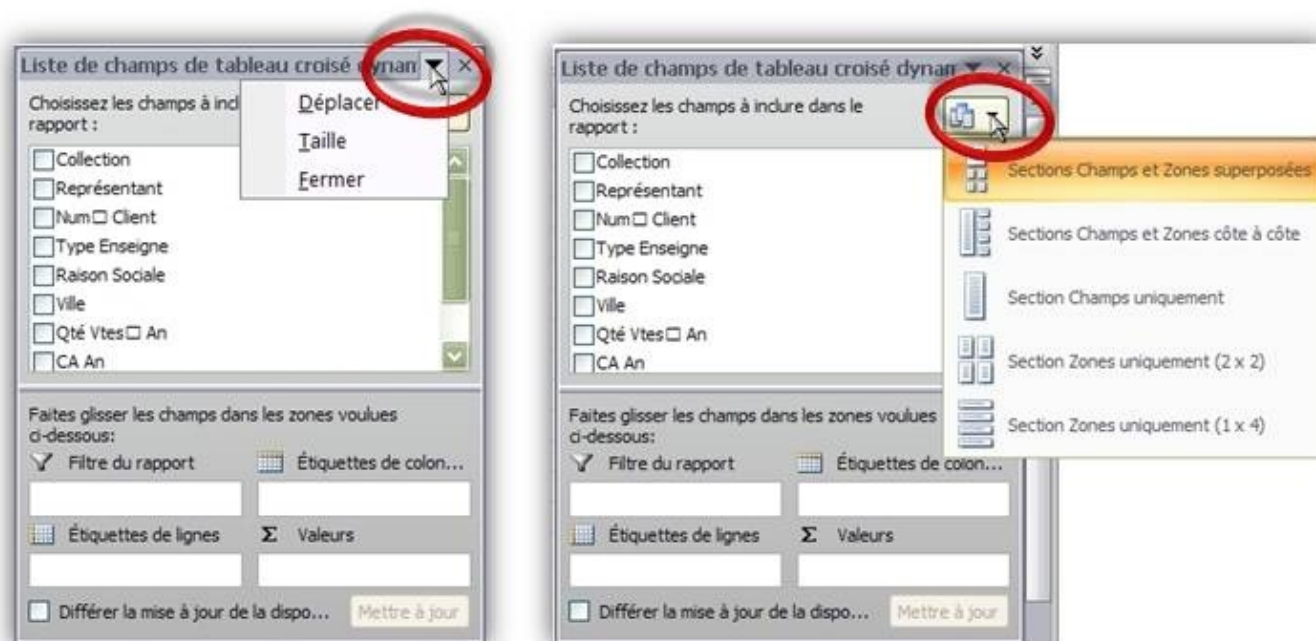 Liste de champs de tableau croisé dynam
Choisissez les champs à incl
rapport :
Déplacer
Taille
Fermer
Collection
Représentant
Num□ Client
Type Enseigne
Raison Sociale
Ville
Qté Vtes□ An
CA An
Faites glisser les champs dans les zones voulues
ci-dessous:
Filtre du rapport
Étiquettes de colon...
Étiquettes de lignes
Σ Valeurs
Différer la mise à jour de la dispo...
Mettre à jour
Liste de champs de tableau croisé dynam
Choisissez les champs à inclure dans le
rapport :
Collection
Représentant
Num□ Client
Type Enseigne
Raison Sociale
Ville
Qté Vtes□ An
CA An
Sections Champs et Zones superposées
Sections Champs et Zones côte à côte
Section Champs uniquement
Section Zones uniquement (2 x 2)
Section Zones uniquement (1 x 4)
Faites glisser les champs dans les zones voulues
ci-dessous:
Filtre du rapport
Étiquettes de colon...
Étiquettes de lignes
Σ Valeurs
Différer la mise à jour de la dispo...
Mettre à jour